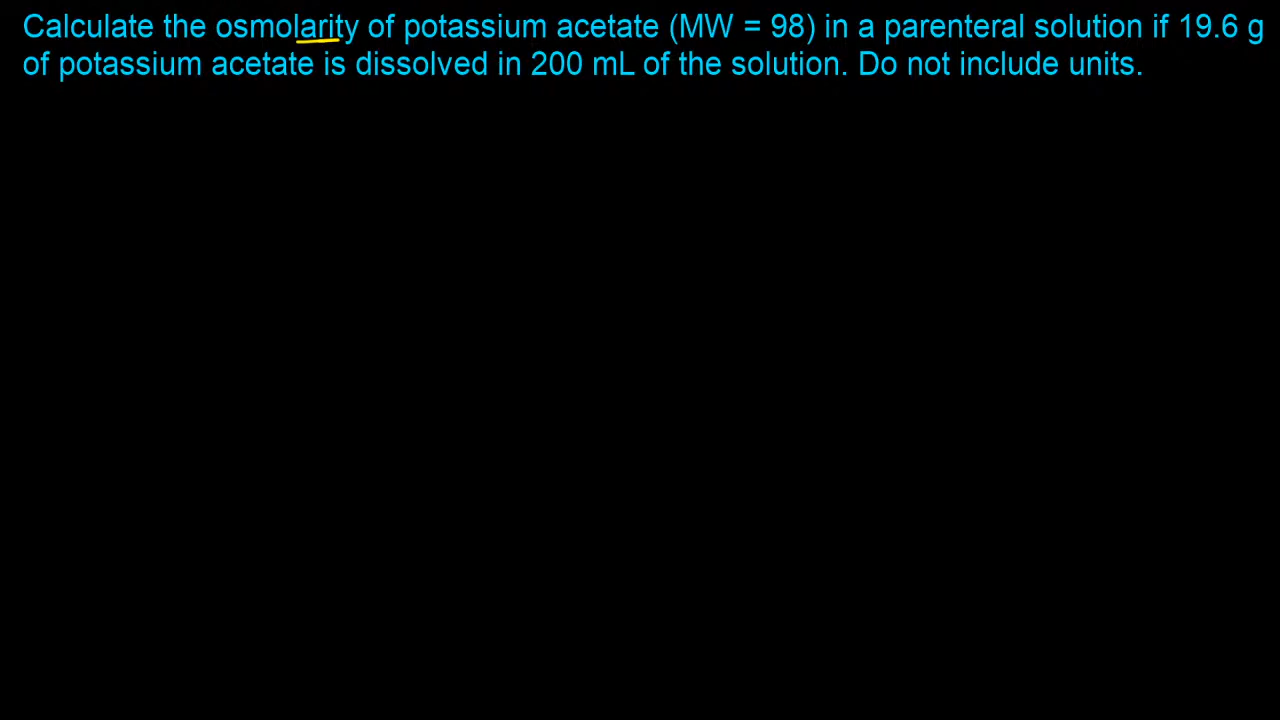 Calculate the osmolarity of potassium acetate (MW = 98) in a parenteral solution if 19.6 g
of potassium acetate is dissolved in 200 mL of the solution. Do not include units.